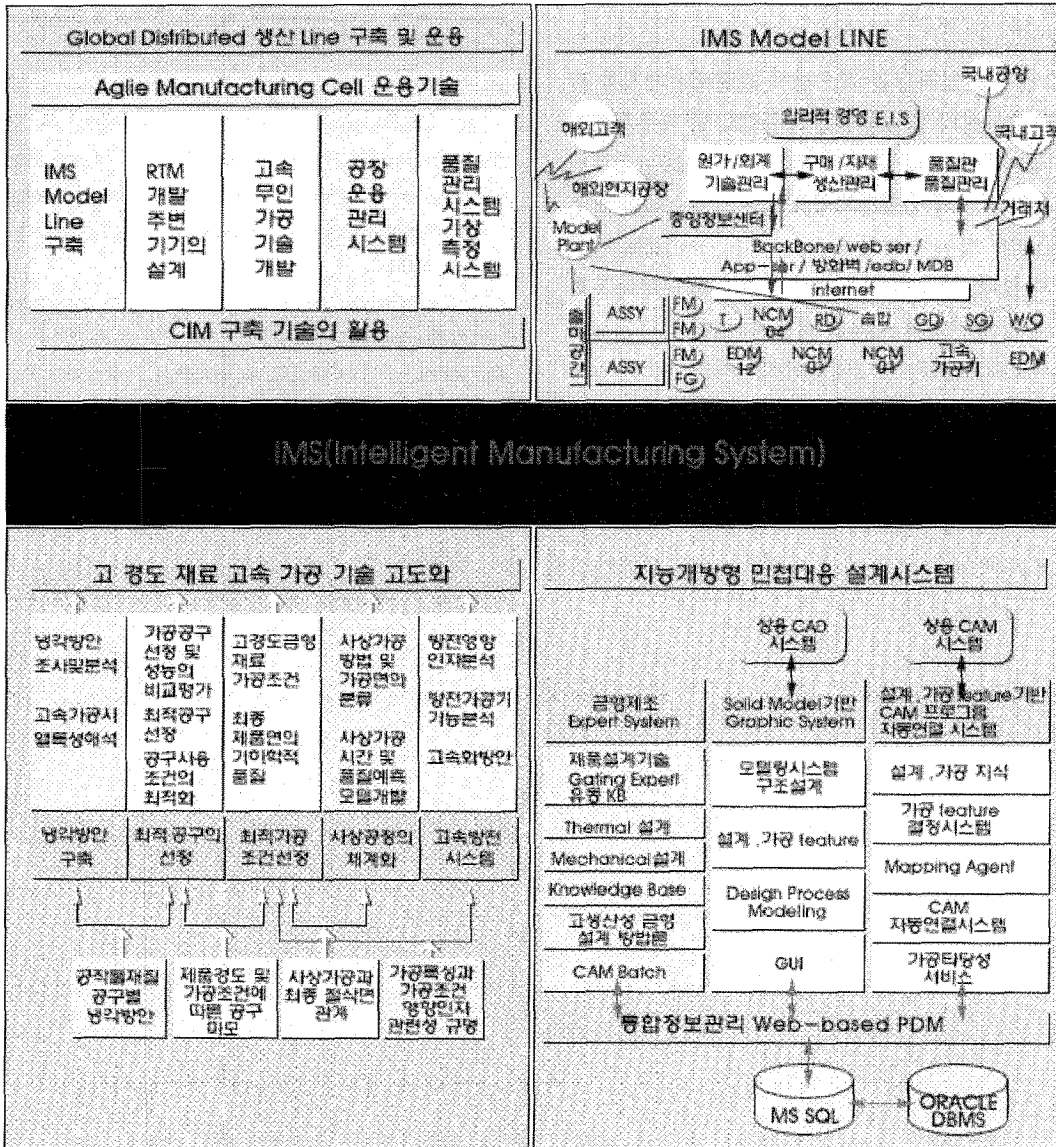 Global Distributed 생산 Line 구축 및 운용
Aglie Manufacturing Cell 운용기술
IMS
Model
Line
구축
RTM
개발
주변
기기의
설계
고속
무인
가공
기술
개발
공장
운용
관리
시스템
품질
관리
시스템
기상
측정
시스템
CIM 구축 기술의 활용
IMS Model LINE
국내공장
합리적 경영 E.I.S
해외고객
국내고객
원가/회계
기술관리
구매/자재
생산관리
품질관
품질관리
해외현지공장
거래처
중앙정보센터
Model
Plant
BackBone/ web ser /
App-ser / 방화벽 /edb/ MDB
internet
ASSY
FM
FM
T
NCM
04
RD
GD
SG
W/O
ASSY
FM
FG
EDM
12
NCM
01
NCM
01
고속
가공기
EDM
IMS(Intelligent Manufacturing System)
고 경도 재료 고속 가공 기술 고도화
냉각방안
조사및분석
고속가공시
열특성해석
가공공구
선정 및
성능의
비교평가
최적공구
선정
공구사용
조건의
최적화
고경도금형
재료
가공조건
최종
제품면의
기하학적
품질
사상가공
방법 및
가공면의
분류
사상가공
시간 및
품질예측
모델개발
방전영향
인자분석
방전가공기
기능분석
고속화방안
냉각방안
구축
최적 공구의
선정
최적가공
조건선정
사상공정의
체계화
고속방전
시스템
공작물재질
공구별
냉각방안
제품경도 및
가공조건에
따른 공구
마모
사상가공과
최종 절삭면
관계
가공특성과
가공조건
영향인자
관련성 규명
지능개방형 민첩대응 설계시스템
상용 CAD
시스템
상용 CAM
시스템
금형제조
Expert System
Solid Model기반
Graphic System
설계, 가공 feature기반
CAM 프로그램
자동연결 시스템
제품설계기술
Gating Expert
유동 KB
모델링시스템
구조설계
설계 ,가공 지식
Thermal 설계
설계 ,가공 feature
가공 feature
결정시스템
Mechanical설계
Mapping Agent
Knowledge Base
Design Process
Modeling
CAM
자동연결시스템
고생산성 금형
설계 방법론
CAM Batch
GUI
가공타당성
서비스
통합정보관리 Web-based PDM
MS SQL
ORACLE
DBMS